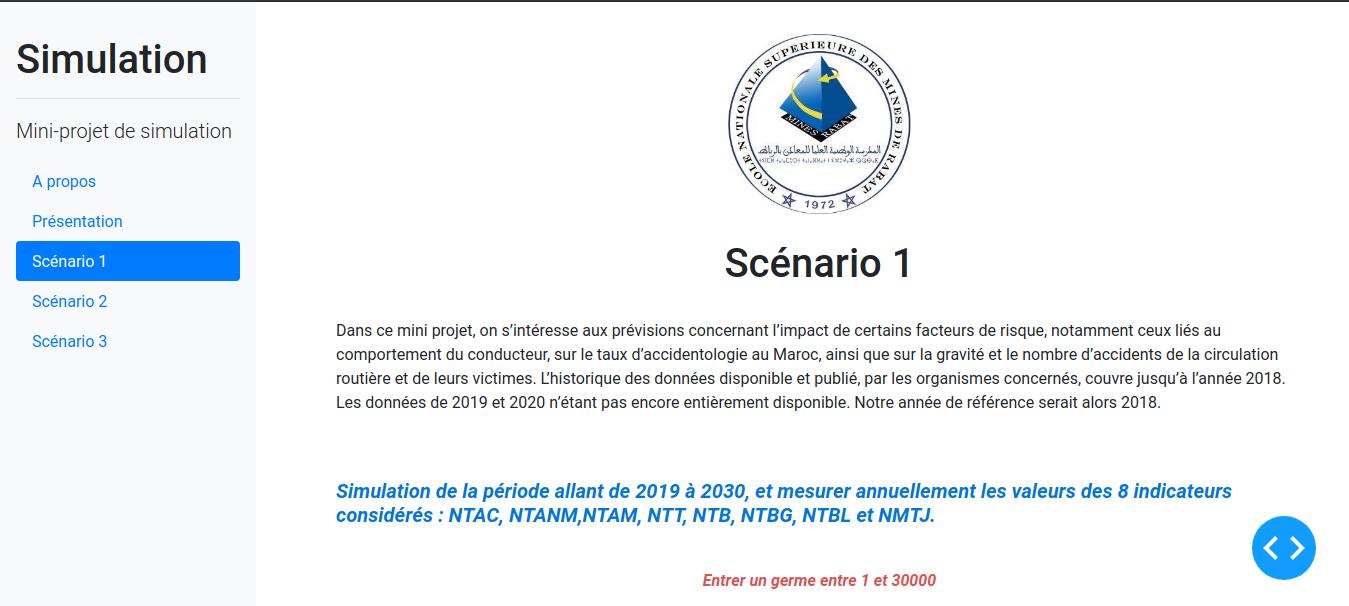 Simulation
Mini-projet de simulation
A propos
Présentation
Scénario 1
Scénario 2
Scénario 3
ECOLE NATIONALE SUPERIEURE DES MINES DE RABAT
MINES RABAT
المدرسة الوطنية العليا للمعادن بالرباط
1972
Scénario 1
Dans ce mini projet, on s’intéresse aux prévisions concernant l’impact de certains facteurs de risque, notamment ceux liés au
comportement du conducteur, sur le taux d’accidentologie au Maroc, ainsi que sur la gravité et le nombre d’accidents de la circulation
routière et de leurs victimes. L’historique des données disponible et publié, par les organismes concernés, couvre jusqu’à l’année 2018.
Les données de 2019 et 2020 n’étant pas encore entièrement disponible. Notre année de référence serait alors 2018.
Simulation de la période allant de 2019 à 2030, et mesurer annuellement les valeurs des 8 indicateurs
considérés : NTAC, NTANM,NTAM, NTT, NTB, NTBG, NTBL et NMTJ.
Entrer un germe entre 1 et 30000